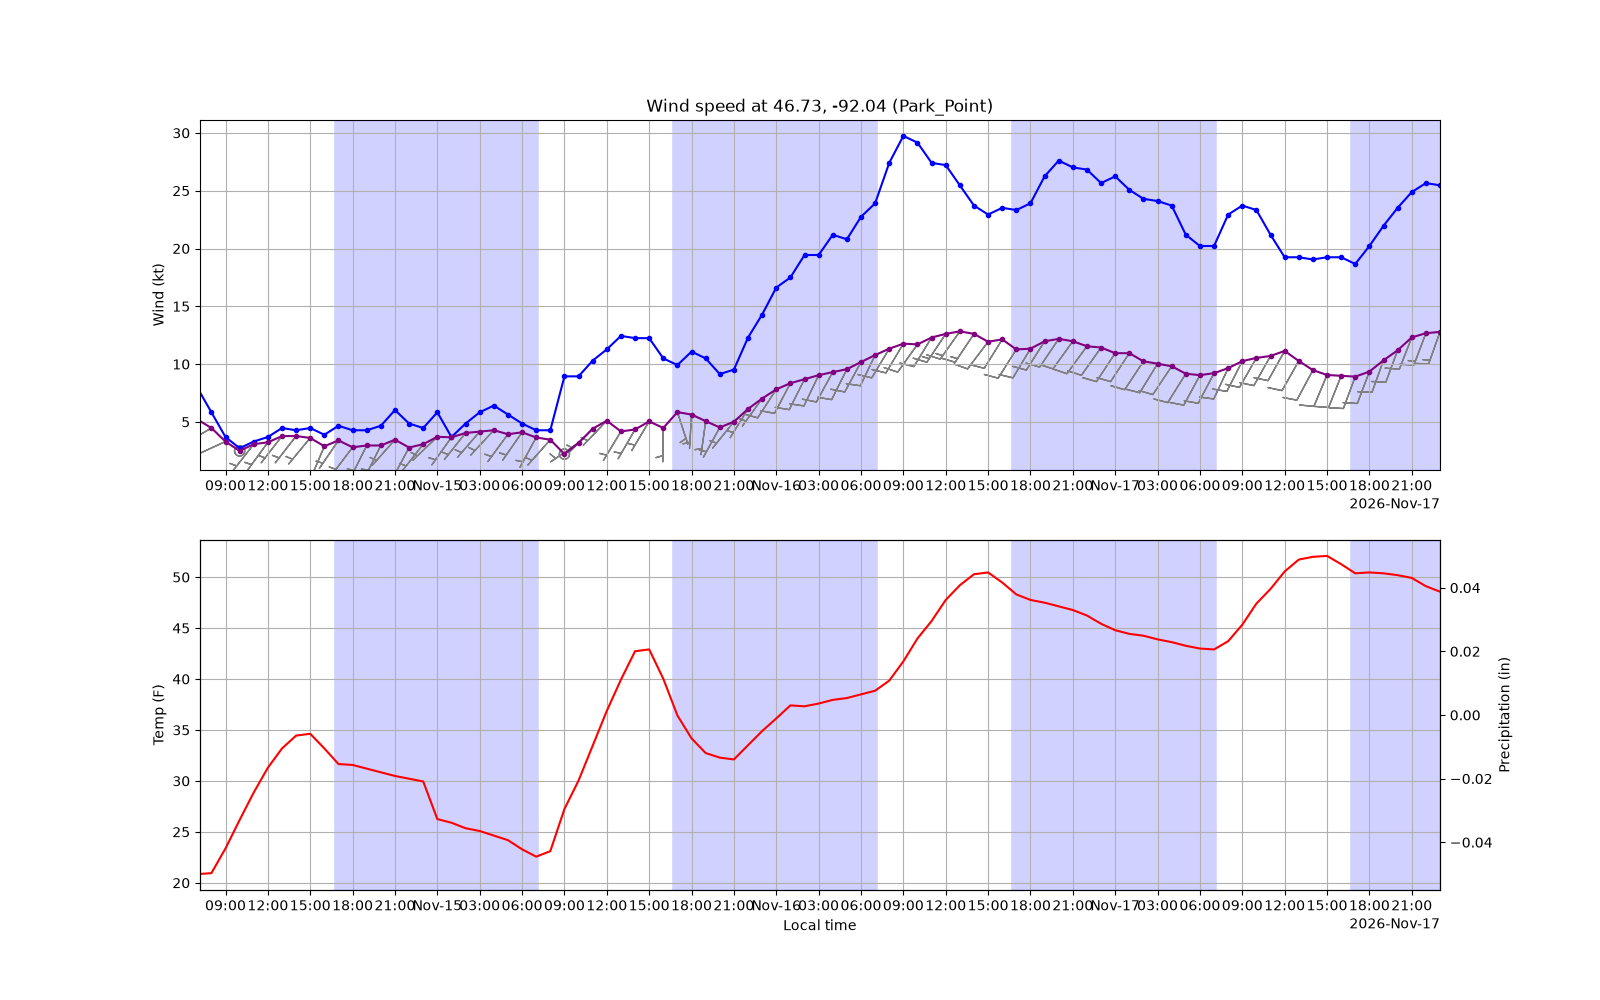 Wind speed at 46.73, -92.04 (Park_Point)
30
25
20
15
10
5
Wind (kt)
09:00 12:00 15:00 18:00 21:00 Nov-15 03:00 06:00 09:00 12:00 15:00 18:00 21:00 Nov-16 03:00 06:00 09:00 12:00 15:00 18:00 21:00 Nov-17 03:00 06:00 09:00 12:00 15:00 18:00 21:00
2026-Nov-17
50
45
40
35
30
25
20
Temp (F)
0.04
0.02
0.00
−0.02
−0.04
Precipitation (in)
09:00 12:00 15:00 18:00 21:00 Nov-15 03:00 06:00 09:00 12:00 15:00 18:00 21:00 Nov-16 03:00 06:00 09:00 12:00 15:00 18:00 21:00 Nov-17 03:00 06:00 09:00 12:00 15:00 18:00 21:00
Local time
2026-Nov-17